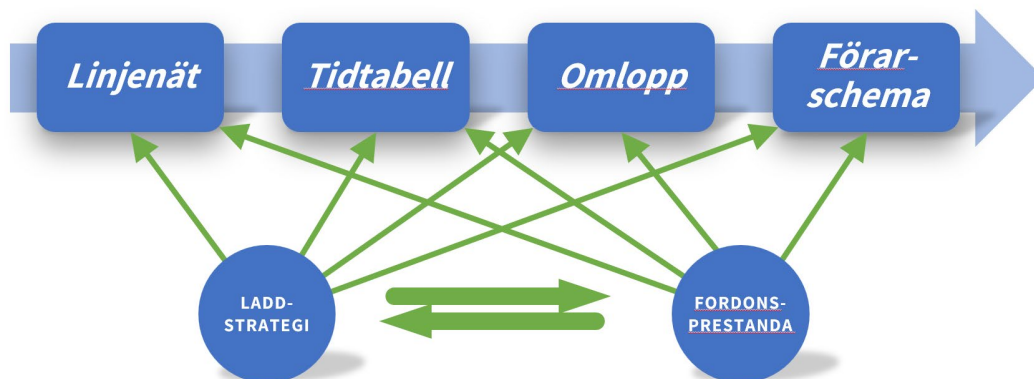 Linjenät
Tidtabell
Omlopp
Förar-
schema
LADD-
STRATEGI
FORDONS-
PRESTANDA